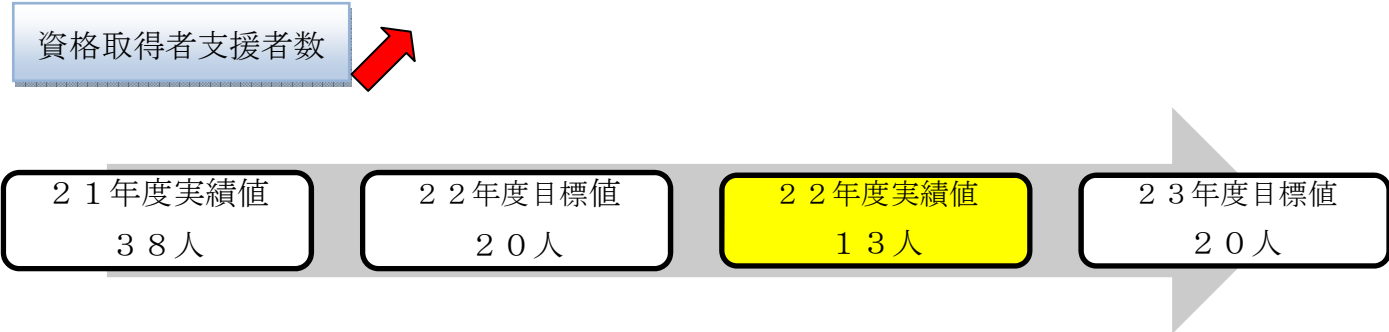 資格取得者支援者数
２１年度実績値
３８人
２２年度目標値
２０人
２２年度実績値
１３人
２３年度目標値
２０人